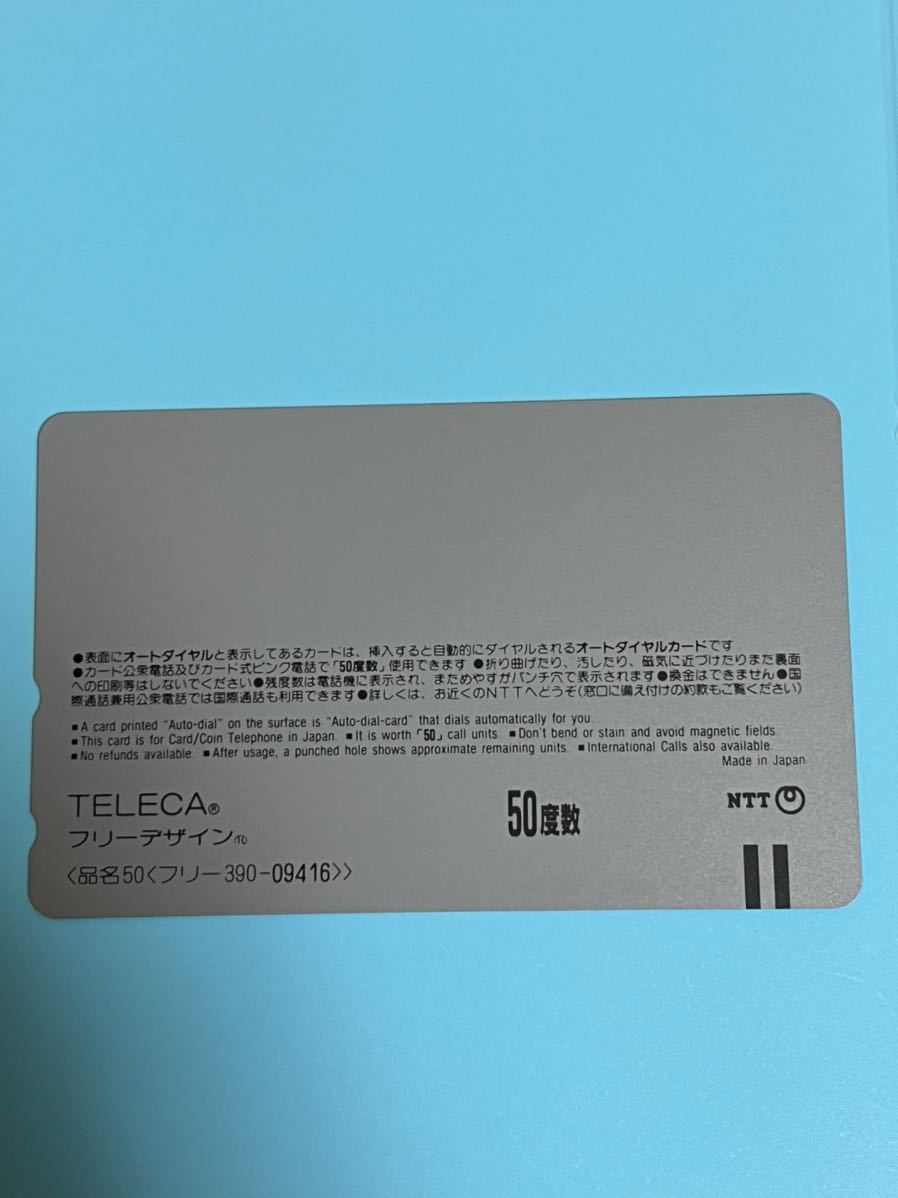 ●表面にオートダイヤルと表示してあるカードは、挿入すると自動的にダイヤルされるオートダイヤルカードです
●カード公衆電話及びカード式ピンク電話で「50度数」使用できます ●折り曲げたり、汚したり、磁気に近づけたりまた裏面
への印刷等はしないでください●残度数は電話機に表示され、まためやすがパンチ穴で表示されます●換金はできません●国
際通話兼用公衆電話では国際通話も利用できます●詳しくは、お近くのNTTへどうぞ(窓口に備え付けの約款もご覧ください)
■A card printed "Auto-dial" on the surface is "Auto-dial-card" that dials automatically for you.
■This card is for Card/Coin Telephone in Japan. ■It is worth「50」call units. ■Don't bend or stain and avoid magnetic fields.
■No refunds available. ■After usage, a punched hole shows approximate remaining units. ■International Calls also available.
Made in Japan
TELECA®
フリーデザイン
50度数
NTT
〈品名50〈フリー390-09416〉〉